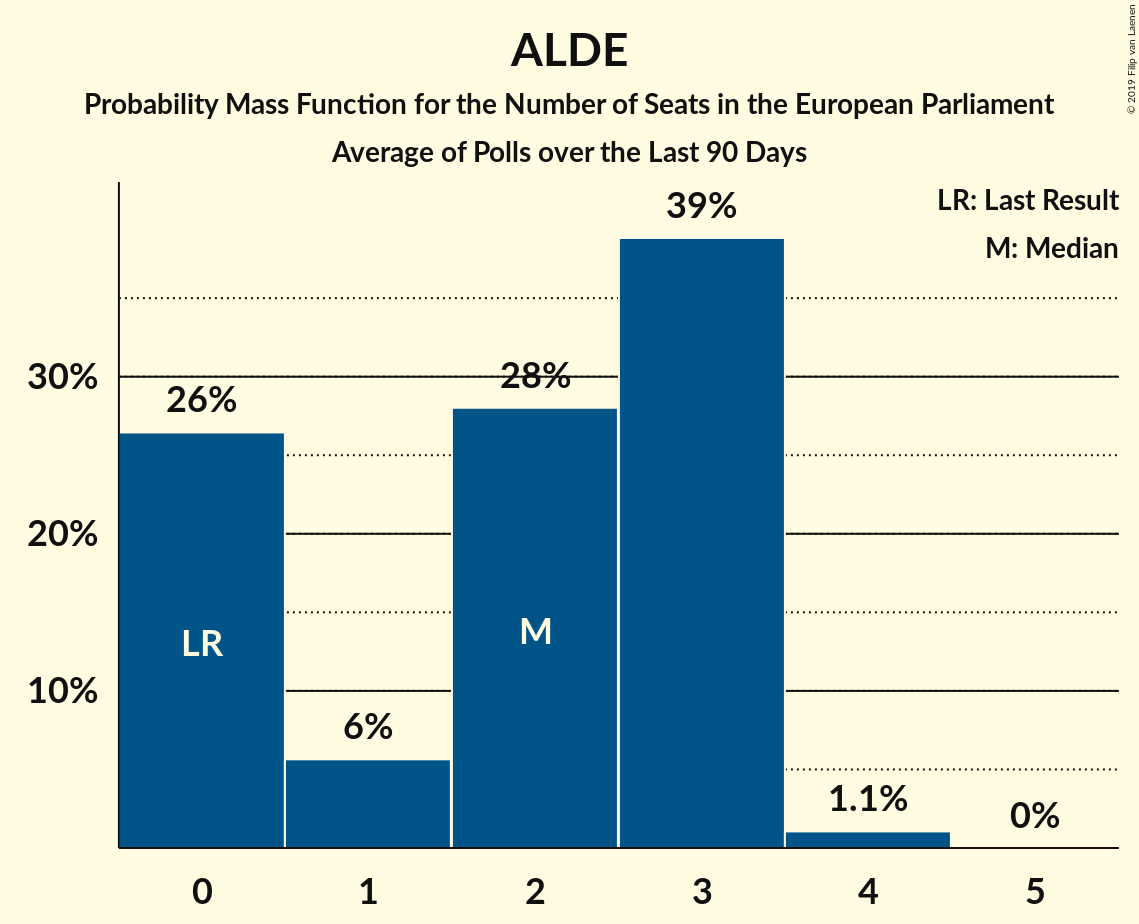 ALDE
Probability Mass Function for the Number of Seats in the European Parliament
Average of Polls over the Last 90 Days
© 2019 Filip van Laenen
LR: Last Result
M: Median
39%
30%
28%
26%
20%
LR
M
10%
6%
1.1%
0%
0 1 2 3 4 5